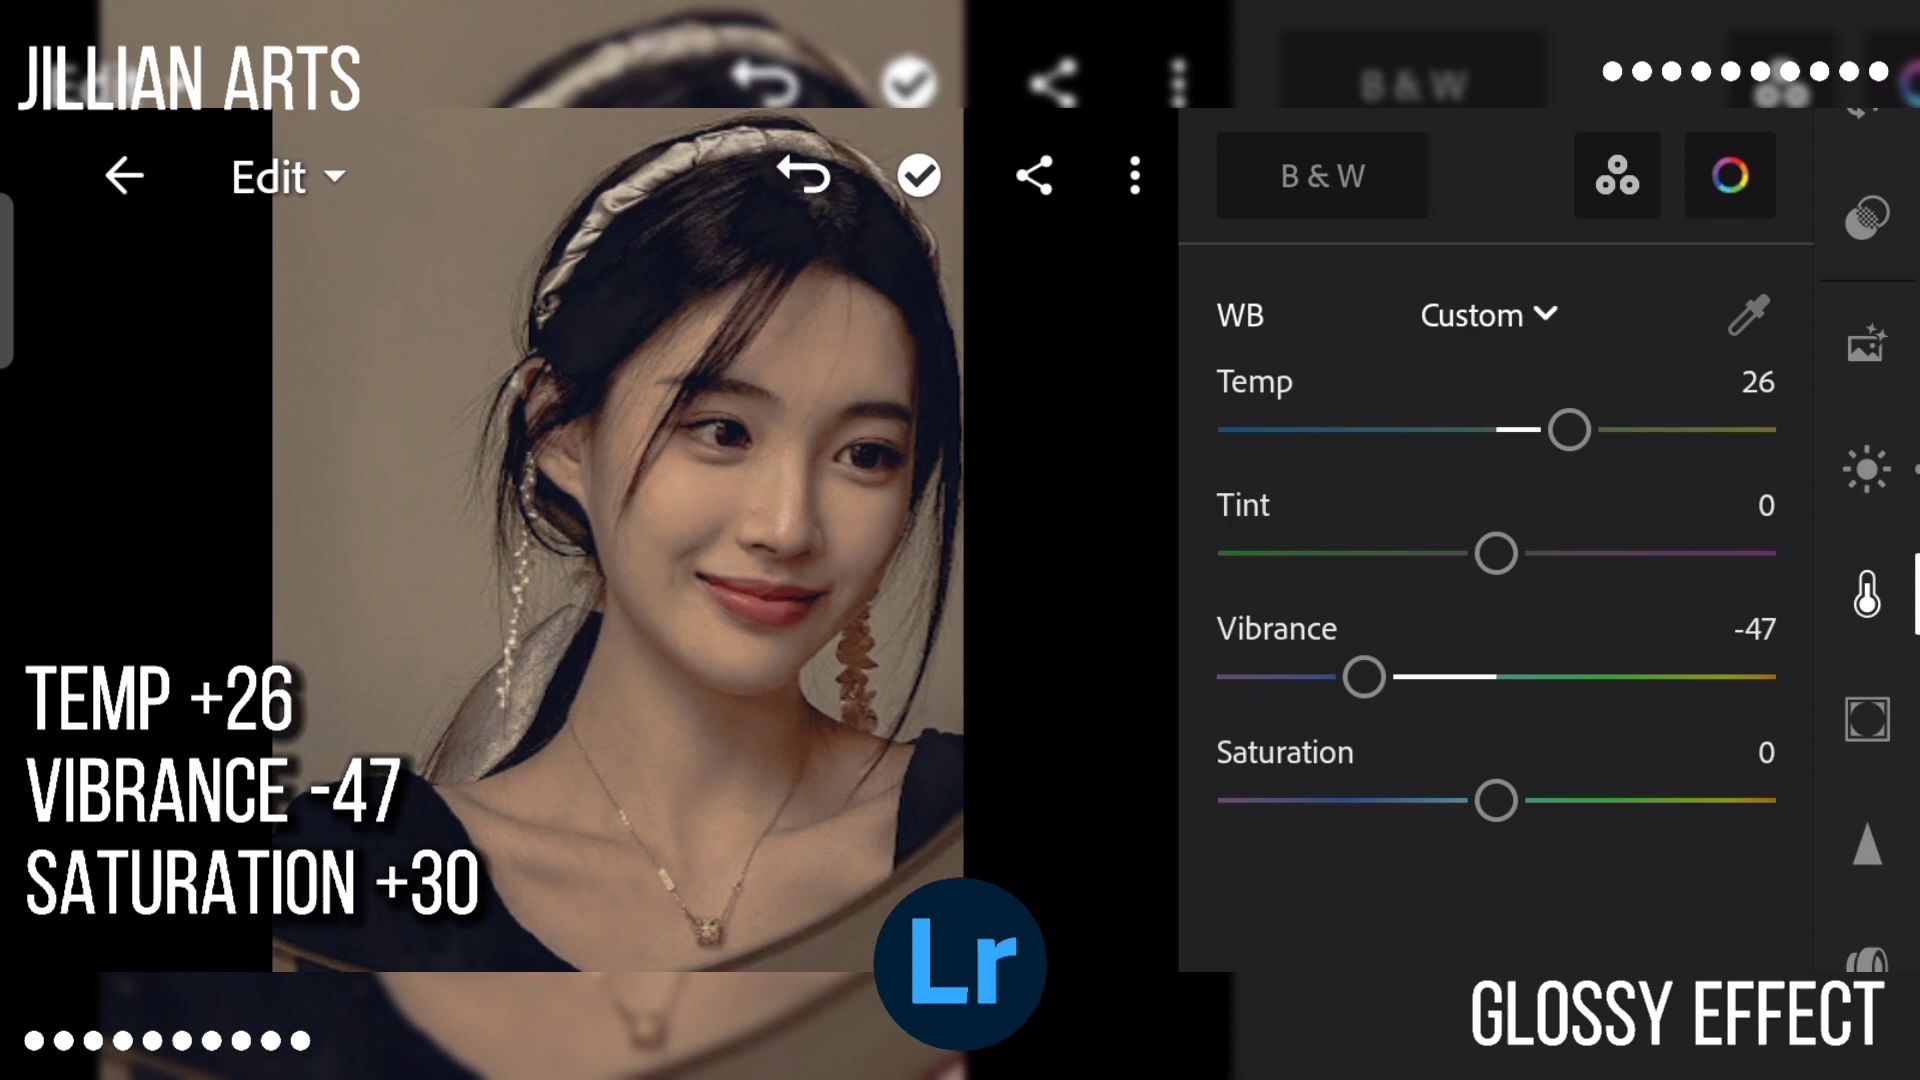 JILLIAN ARTS
B & W
Edit
B & W
WB Custom
Temp 26
Tint 0
Vibrance -47
Saturation 0
TEMP +26
VIBRANCE -47
SATURATION +30
Lr
GLOSSY EFFECT